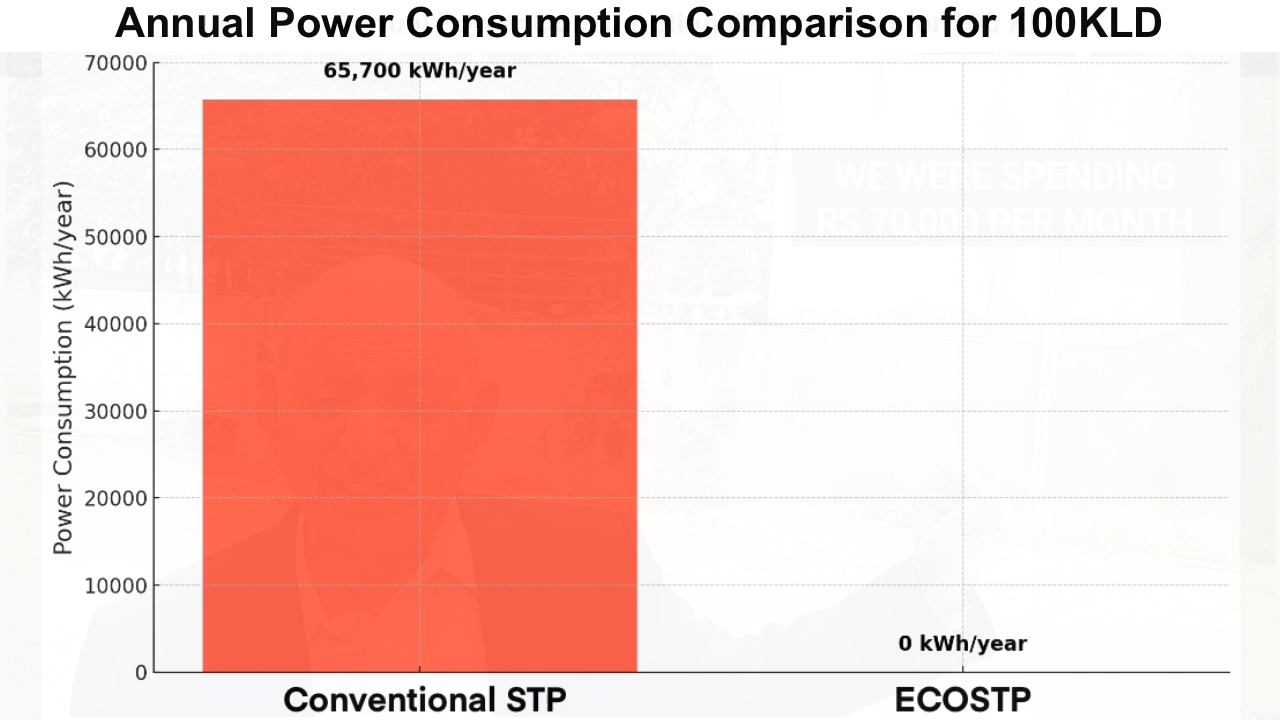 Annual Power Consumption Comparison for 100KLD
70000
65,700 kWh/year
60000
WE WERE SPENDING
50000
RS 70,000 PER MONTH
40000
Power Consumption (kWh/year)
30000
20000
10000
0 kWh/year
0
Conventional STP
ECOSTP